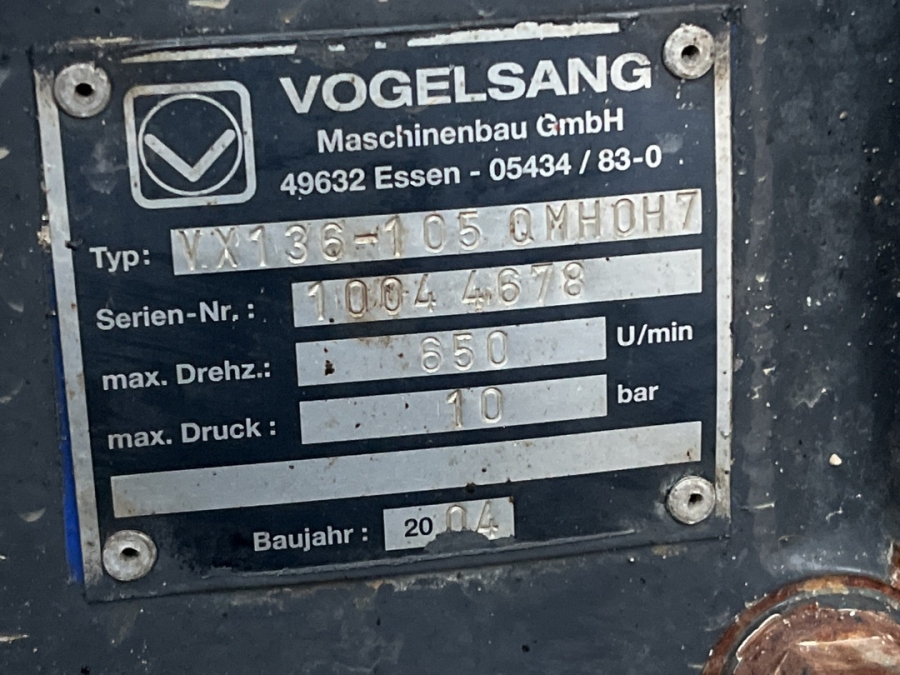 VOGELSANG
Maschinenbau GmbH
49632 Essen - 05434 / 83-0
Typ: VX136-105 QMHOH7
Serien-Nr. : 1004 4678
max. Drehz.: 650 U/min
max. Druck : 10 bar
Baujahr : 2004